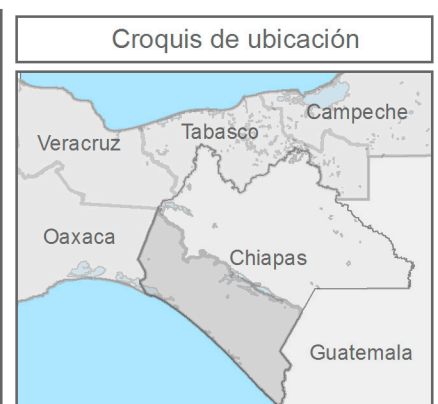 Croquis de ubicación
Campeche
Tabasco
Veracruz
Oaxaca
Chiapas
Guatemala